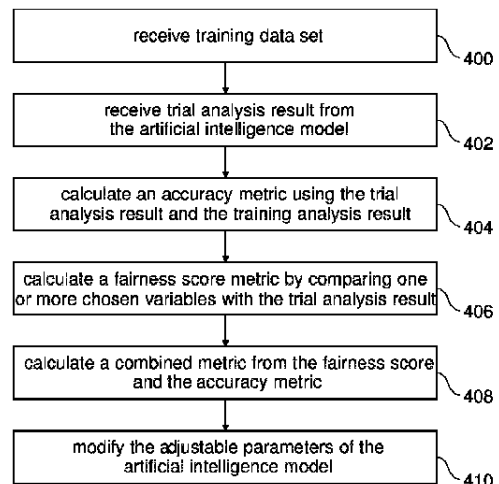 receive training data set
400
receive trial analysis result from
the artificial intelligence model
402
calculate an accuracy metric using the trial
analysis result and the training analysis result
404
calculate a fairness score metric by comparing one
or more chosen variables with the trial analysis result
406
calculate a combined metric from the fairness score
and the accuracy metric
408
modify the adjustable parameters of the
artificial intelligence model
410